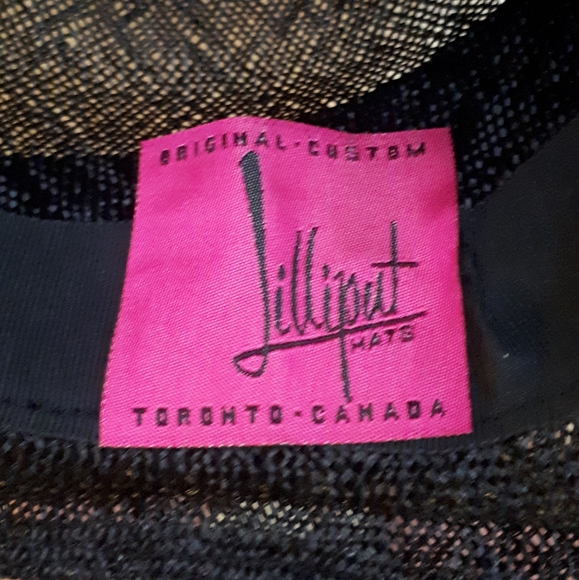 ORIGINAL-CUSTOM
Lilliput
HATS
TORONTO-CANADA